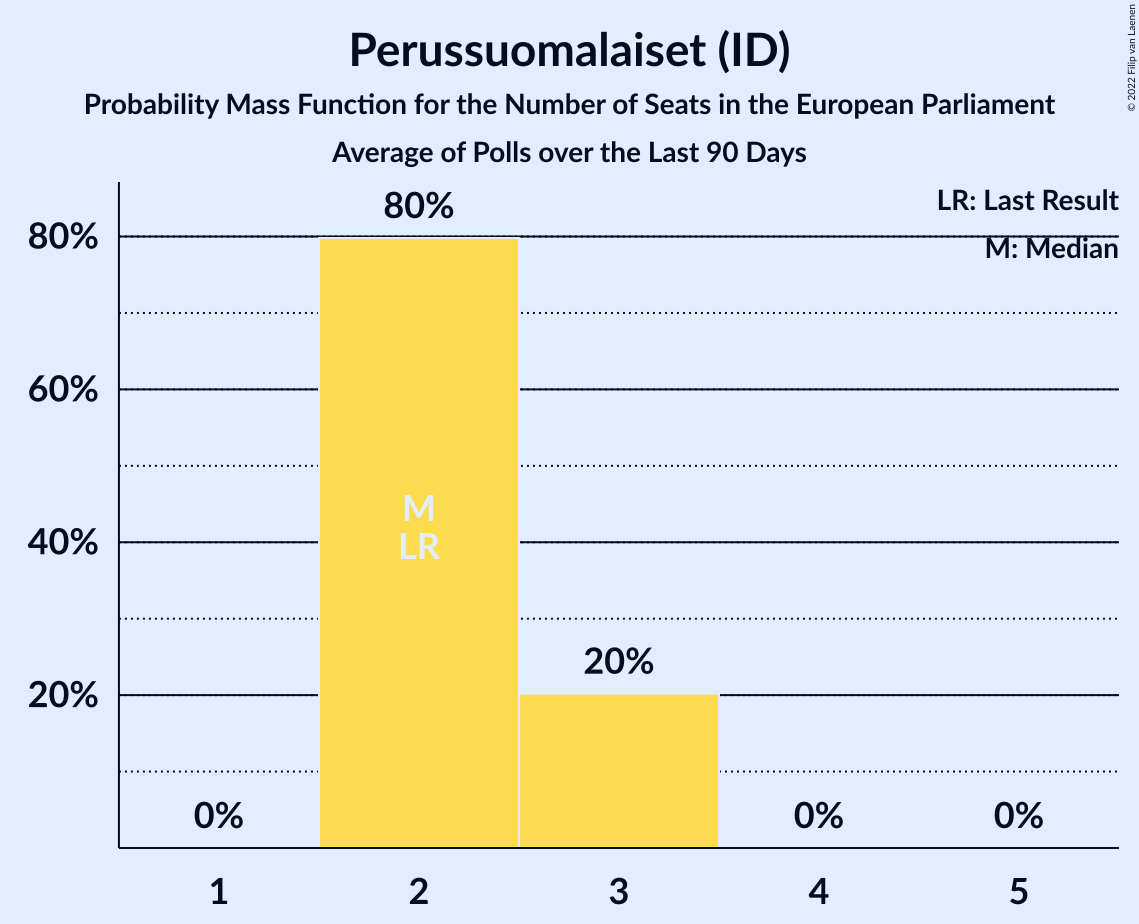 Perussuomalaiset (ID)
Probability Mass Function for the Number of Seats in the European Parliament
Average of Polls over the Last 90 Days
© 2022 Filip van Laenen
LR: Last Result
M: Median
80%
60%
40%
20%
0%
80%
M
LR
20%
0%
0%
1
2
3
4
5